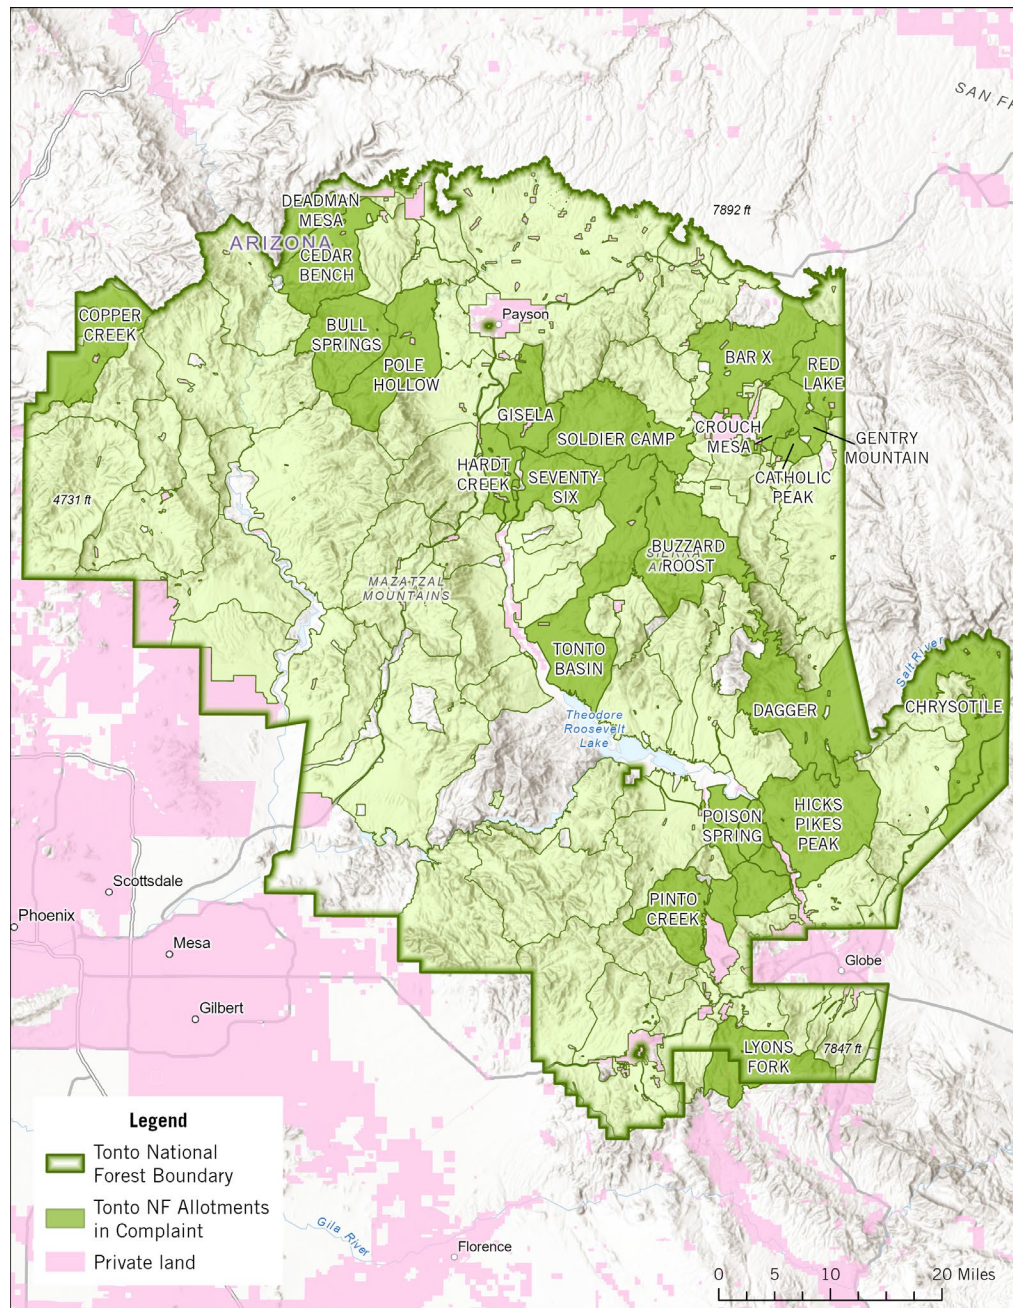 SAN FR
7892 ft
DEADMAN
MESA
ARIZONA
CEDAR
BENCH
COPPER
CREEK
BULL
SPRINGS
Payson
POLE
HOLLOW
BAR X
RED
LAKE
GISELA
SOLDIER CAMP
CROUCH
MESA
GENTRY
MOUNTAIN
HARDT
CREEK
SEVENTY-
SIX
CATHOLIC
PEAK
4731 ft
BUZZARD
ROOST
MAZATZAL
MOUNTAINS
TONTO
BASIN
Salt River
DAGGER
CHRYSOTILE
Theodore
Roosevelt
Lake
POISON
SPRING
HICKS
PIKES
PEAK
Scottsdale
Phoenix
PINTO
CREEK
Mesa
Globe
Gilbert
LYONS
FORK
7847 ft
Legend
Tonto National
Forest Boundary
Tonto NF Allotments
in Complaint
Private land
Gila River
Florence
0 5 10 20 Miles